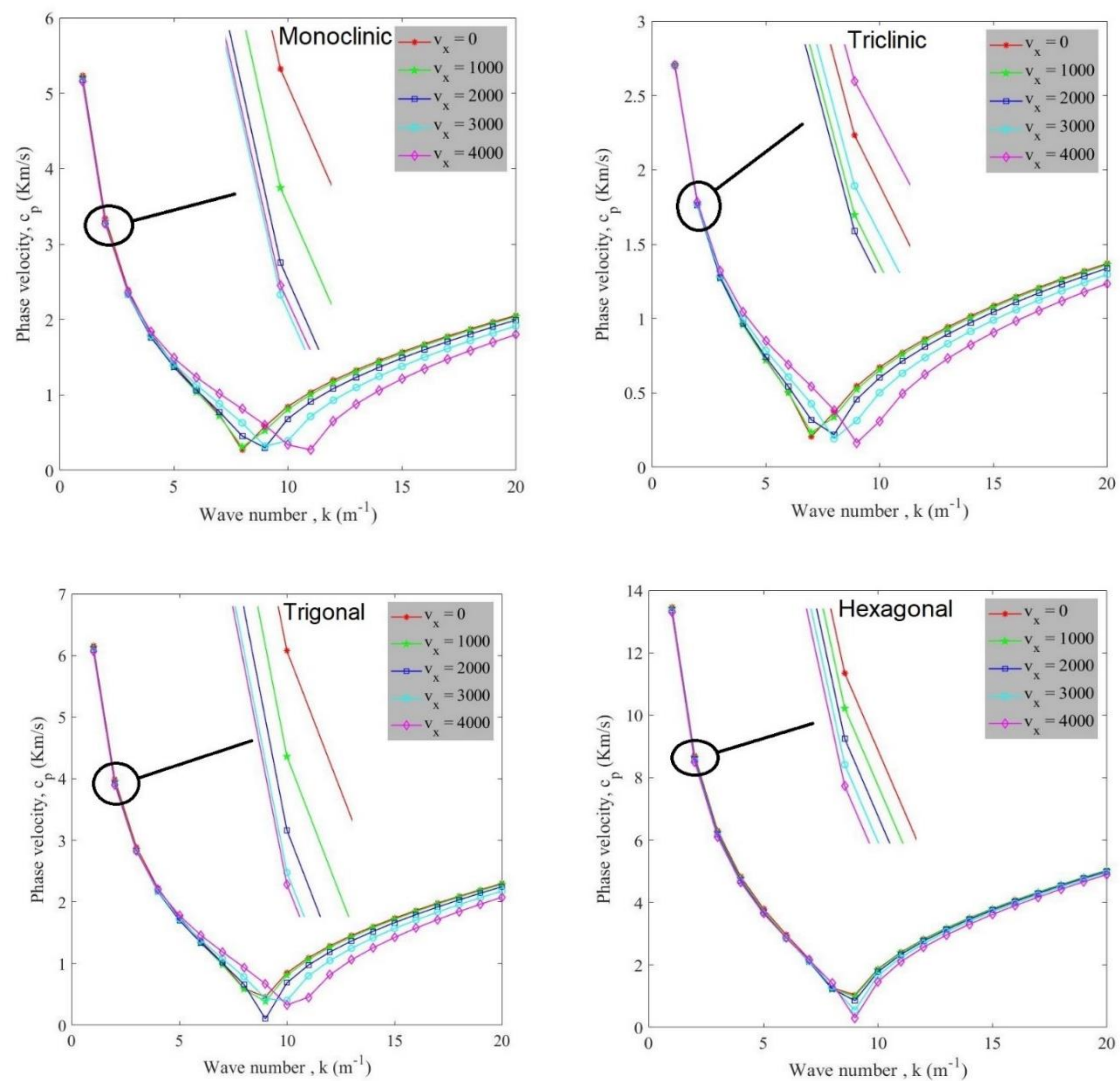 Monoclinic
v_x = 0
v_x = 1000
v_x = 2000
v_x = 3000
v_x = 4000
6
5
4
3
2
1
0
Phase velocity, c_p (Km/s)
0 5 10 15 20
Wave number , k (m^-1)
Triclinic
v_x = 0
v_x = 1000
v_x = 2000
v_x = 3000
v_x = 4000
3
2.5
2
1.5
1
0.5
0
Phase velocity, c_p (Km/s)
0 5 10 15 20
Wave number , k (m^-1)
Trigonal
v_x = 0
v_x = 1000
v_x = 2000
v_x = 3000
v_x = 4000
7
6
5
4
3
2
1
0
Phase velocity, c_p (Km/s)
0 5 10 15 20
Wave number , k (m^-1)
Hexagonal
v_x = 0
v_x = 1000
v_x = 2000
v_x = 3000
v_x = 4000
14
12
10
8
6
4
2
0
Phase velocity, c_p (Km/s)
0 5 10 15 20
Wave number , k (m^-1)